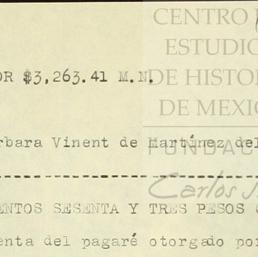 CENTRO
ESTUDIO
DE HISTOR
DE MEXIC
FUNDAC
Carlos S
OR $3,263.41 M.N.
rbara Vinent de Martínez del
ENTOS SESENTA Y TRES PESOS
enta del pagaré otorgado por